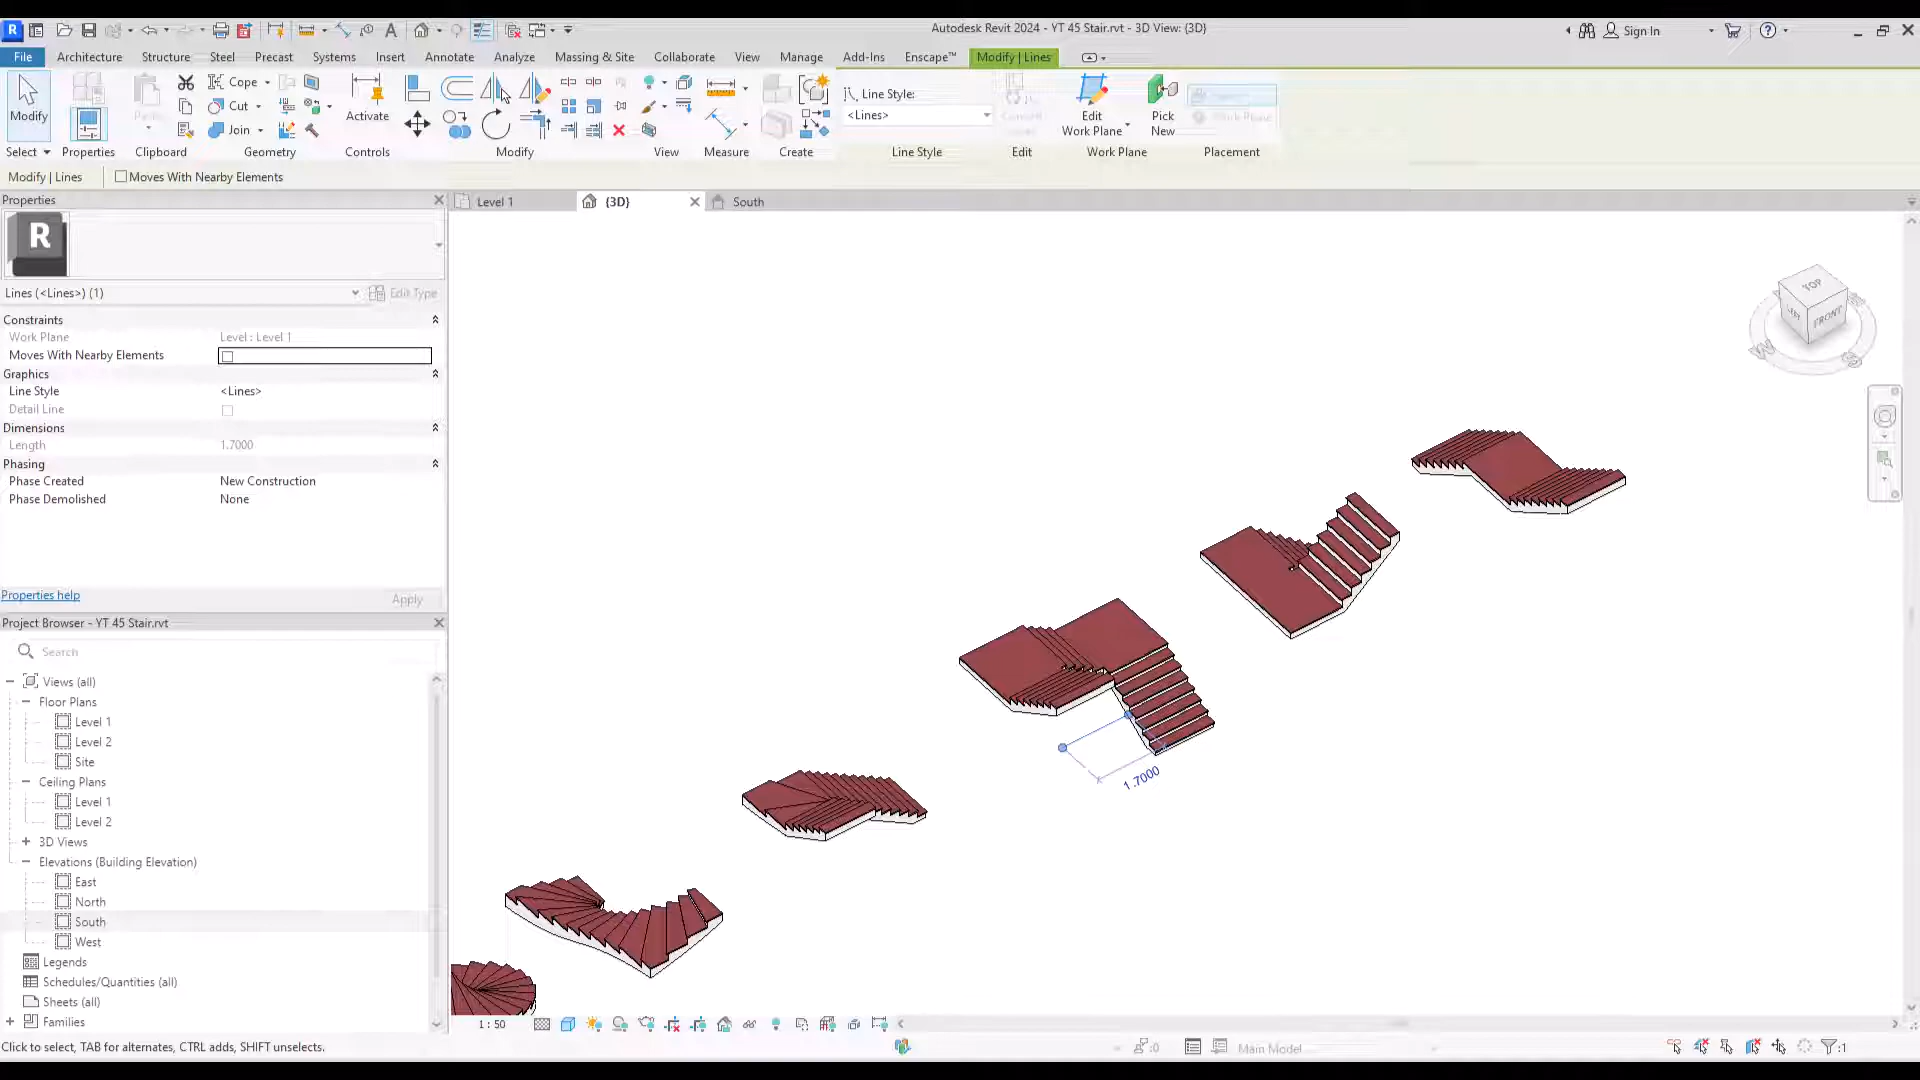 Autodesk Revit 2024 - YT 45 Stair.rvt - 3D View: {3D}
Sign In
File Architecture Structure Steel Precast Systems Insert Annotate Analyze Massing & Site Collaborate View Manage Add-Ins Enscape™ Modify | Lines
Cope
Cut
Join
Modify
Activate
Line Style:
<Lines>
Edit
Work Plane
Pick
New
Select Properties Clipboard Geometry Controls Modify View Measure Create Line Style Edit Work Plane Placement
Modify | Lines Moves With Nearby Elements
Properties
Level 1 {3D} South
R
Lines (<Lines>) (1) Edit Type
Constraints
Work Plane Level : Level 1
Moves With Nearby Elements
Graphics
Line Style <Lines>
Detail Line
Dimensions
Length 1.7000
Phasing
Phase Created New Construction
Phase Demolished None
Properties help Apply
Project Browser - YT 45 Stair.rvt
Search
Views (all)
Floor Plans
Level 1
Level 2
Site
Ceiling Plans
Level 1
Level 2
3D Views
Elevations (Building Elevation)
East
North
South
West
Legends
Schedules/Quantities (all)
Sheets (all)
Families
TOP
FRONT
W
S
1.7000
1 : 50
Click to select, TAB for alternates, CTRL adds, SHIFT unselects.
:0
Main Model
:1